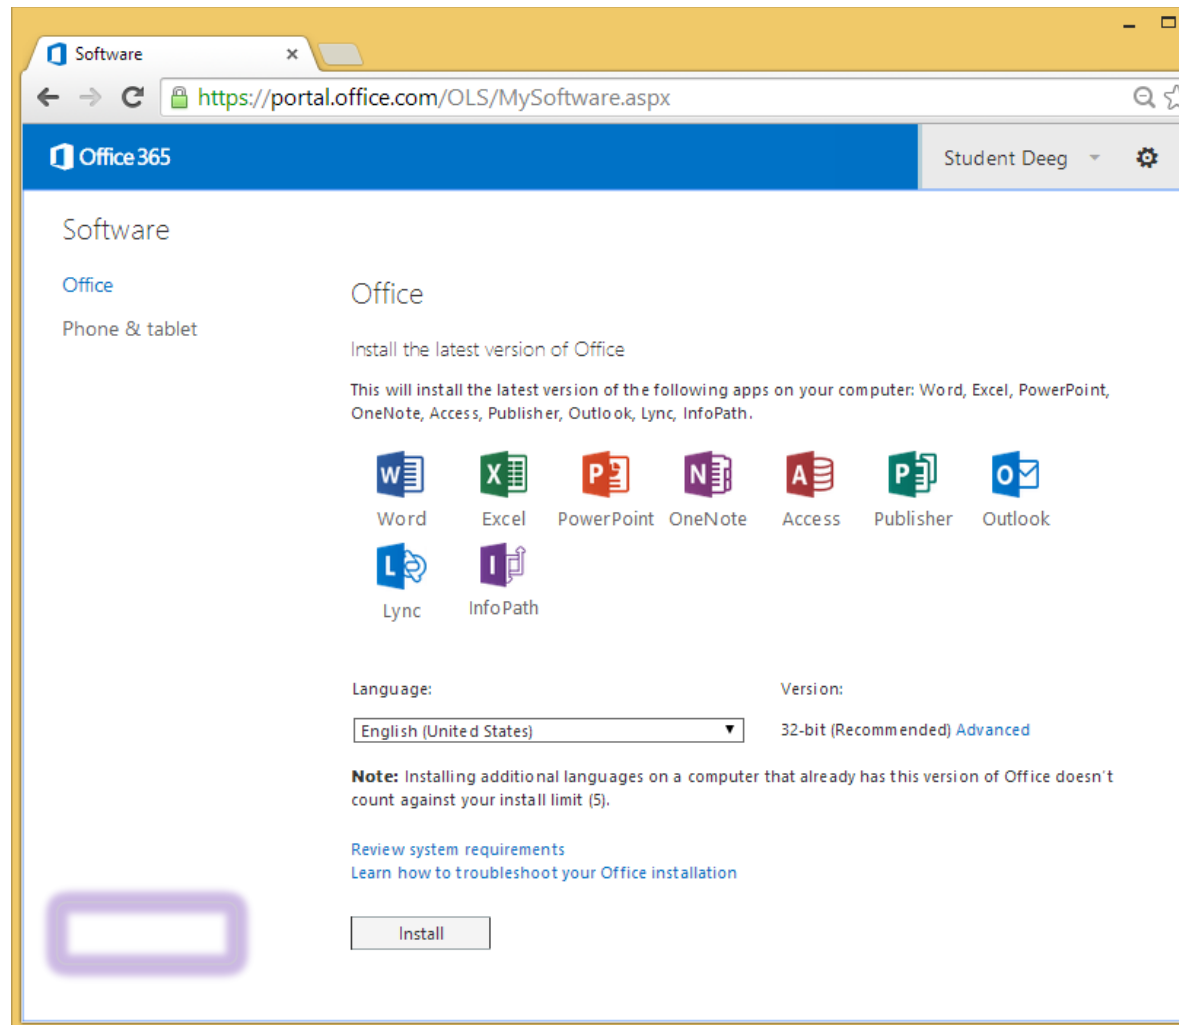 Software
https://portal.office.com/OLS/MySoftware.aspx
Office 365
Student Deeg
Software
Office
Phone & tablet
Office
Install the latest version of Office
This will install the latest version of the following apps on your computer: Word, Excel, PowerPoint,
OneNote, Access, Publisher, Outlook, Lync, InfoPath.
Word Excel PowerPoint OneNote Access Publisher Outlook
Lync InfoPath
Language: Version:
English (United States) 32-bit (Recommended) Advanced
Note: Installing additional languages on a computer that already has this version of Office doesn't
count against your install limit (5).
Review system requirements
Learn how to troubleshoot your Office installation
Install